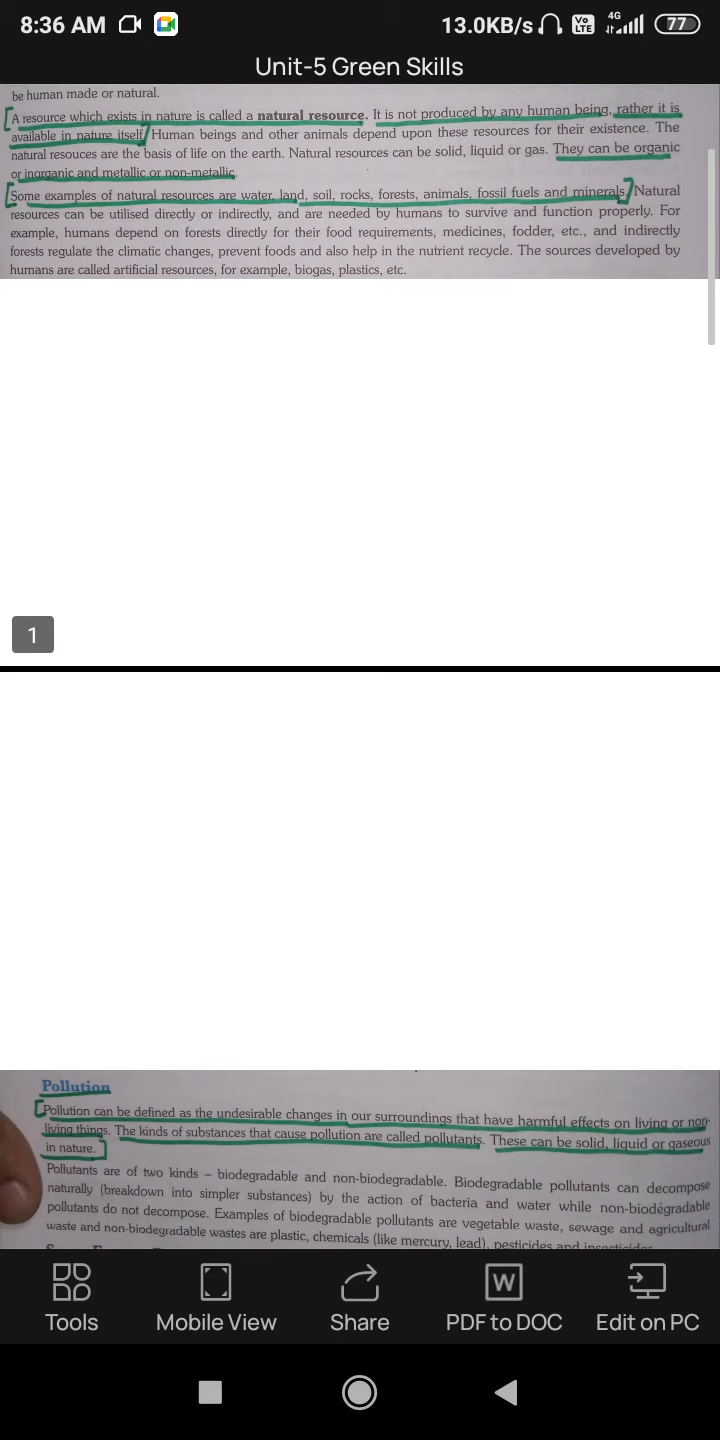 8:36 AM
13.0KB/s Vo LTE 4G 77
Unit-5 Green Skills
be human made or natural.
A resource which exists in nature is called a natural resource. It is not produced by any human being, rather it is
available in nature itself. Human beings and other animals depend upon these resources for their existence. The
natural resouces are the basis of life on the earth. Natural resources can be solid, liquid or gas. They can be organic
or inorganic and metallic or non-metallic.
Some examples of natural resources are water, land, soil, rocks, forests, animals, fossil fuels and minerals. Natural
resources can be utilised directly or indirectly, and are needed by humans to survive and function properly. For
example, humans depend on forests directly for their food requirements, medicines, fodder, etc., and indirectly
forests regulate the climatic changes, prevent foods and also help in the nutrient recycle. The sources developed by
humans are called artificial resources, for example, biogas, plastics, etc.
1
Pollution
Pollution can be defined as the undesirable changes in our surroundings that have harmful effects on living or non-
living things. The kinds of substances that cause pollution are called pollutants. These can be solid, liquid or gaseous
in nature.
Pollutants are of two kinds – biodegradable and non-biodegradable. Biodegradable pollutants can decompose
naturally (breakdown into simpler substances) by the action of bacteria and water while non-biodegradable
pollutants do not decompose. Examples of biodegradable pollutants are vegetable waste, sewage and agricultural
waste and non-biodegradable wastes are plastic, chemicals (like mercury, lead), pesticides and insecticides.
Tools
Mobile View
Share
W
PDF to DOC
Edit on PC